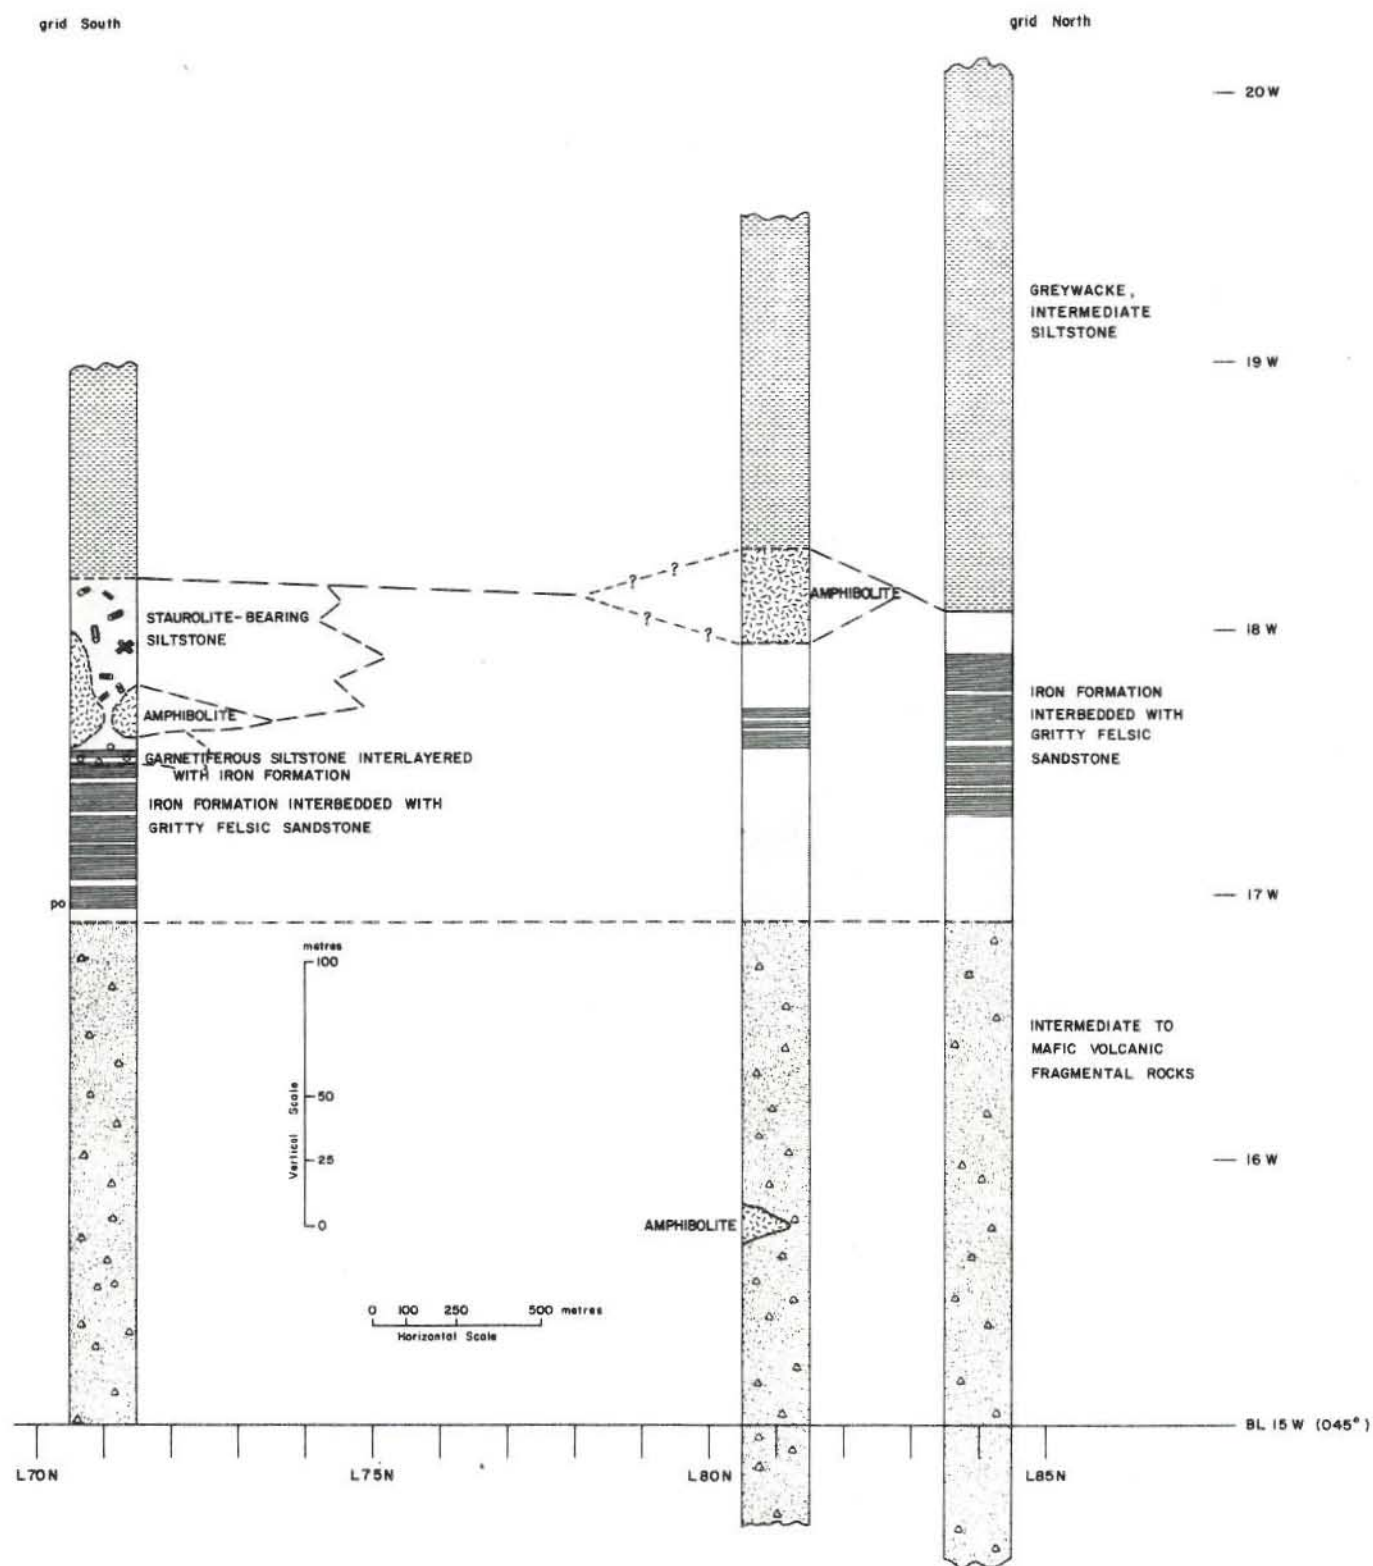 grid South
grid North
20 W
GREYWACKE,
INTERMEDIATE
SILTSTONE
19 W
STAUROLITE-BEARING
SILTSTONE
? ?
? ?
AMPHIBOLITE
18 W
AMPHIBOLITE
GARNETIFEROUS SILTSTONE INTERLAYERED
WITH IRON FORMATION
IRON FORMATION INTERBEDDED WITH
GRITTY FELSIC SANDSTONE
IRON FORMATION
INTERBEDDED WITH
GRITTY FELSIC
SANDSTONE
po
17 W
metres
100
50
25
0
Vertical Scale
INTERMEDIATE TO
MAFIC VOLCANIC
FRAGMENTAL ROCKS
16 W
AMPHIBOLITE
0 100 250 500 metres
Horizontal Scale
BL 15 W (045°)
L70N L75N L80N L85N